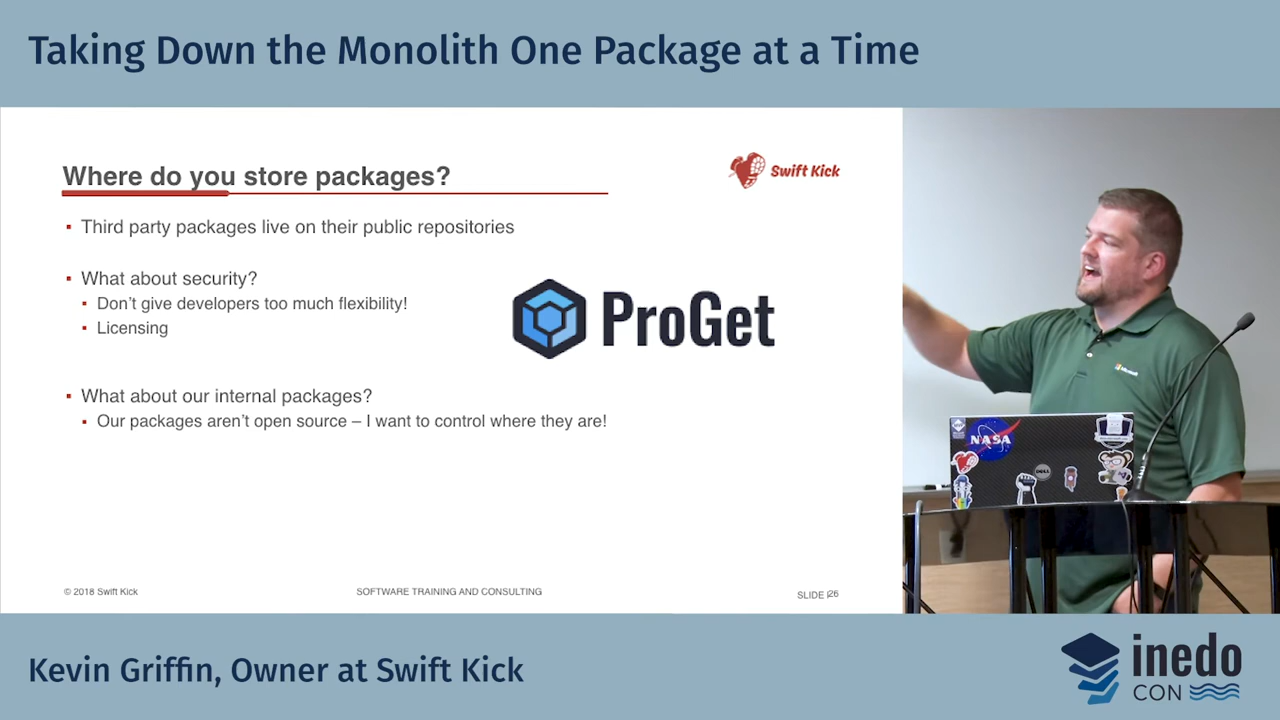 Taking Down the Monolith One Package at a Time
Where do you store packages?
Swift Kick
▪ Third party packages live on their public repositories
▪ What about security?
▪ Don’t give developers too much flexibility!
▪ Licensing
ProGet
▪ What about our internal packages?
▪ Our packages aren’t open source – I want to control where they are!
© 2018 Swift Kick
SOFTWARE TRAINING AND CONSULTING
SLIDE 26
Microsoft
NASA
DELL
Kevin Griffin, Owner at Swift Kick
inedo
CON